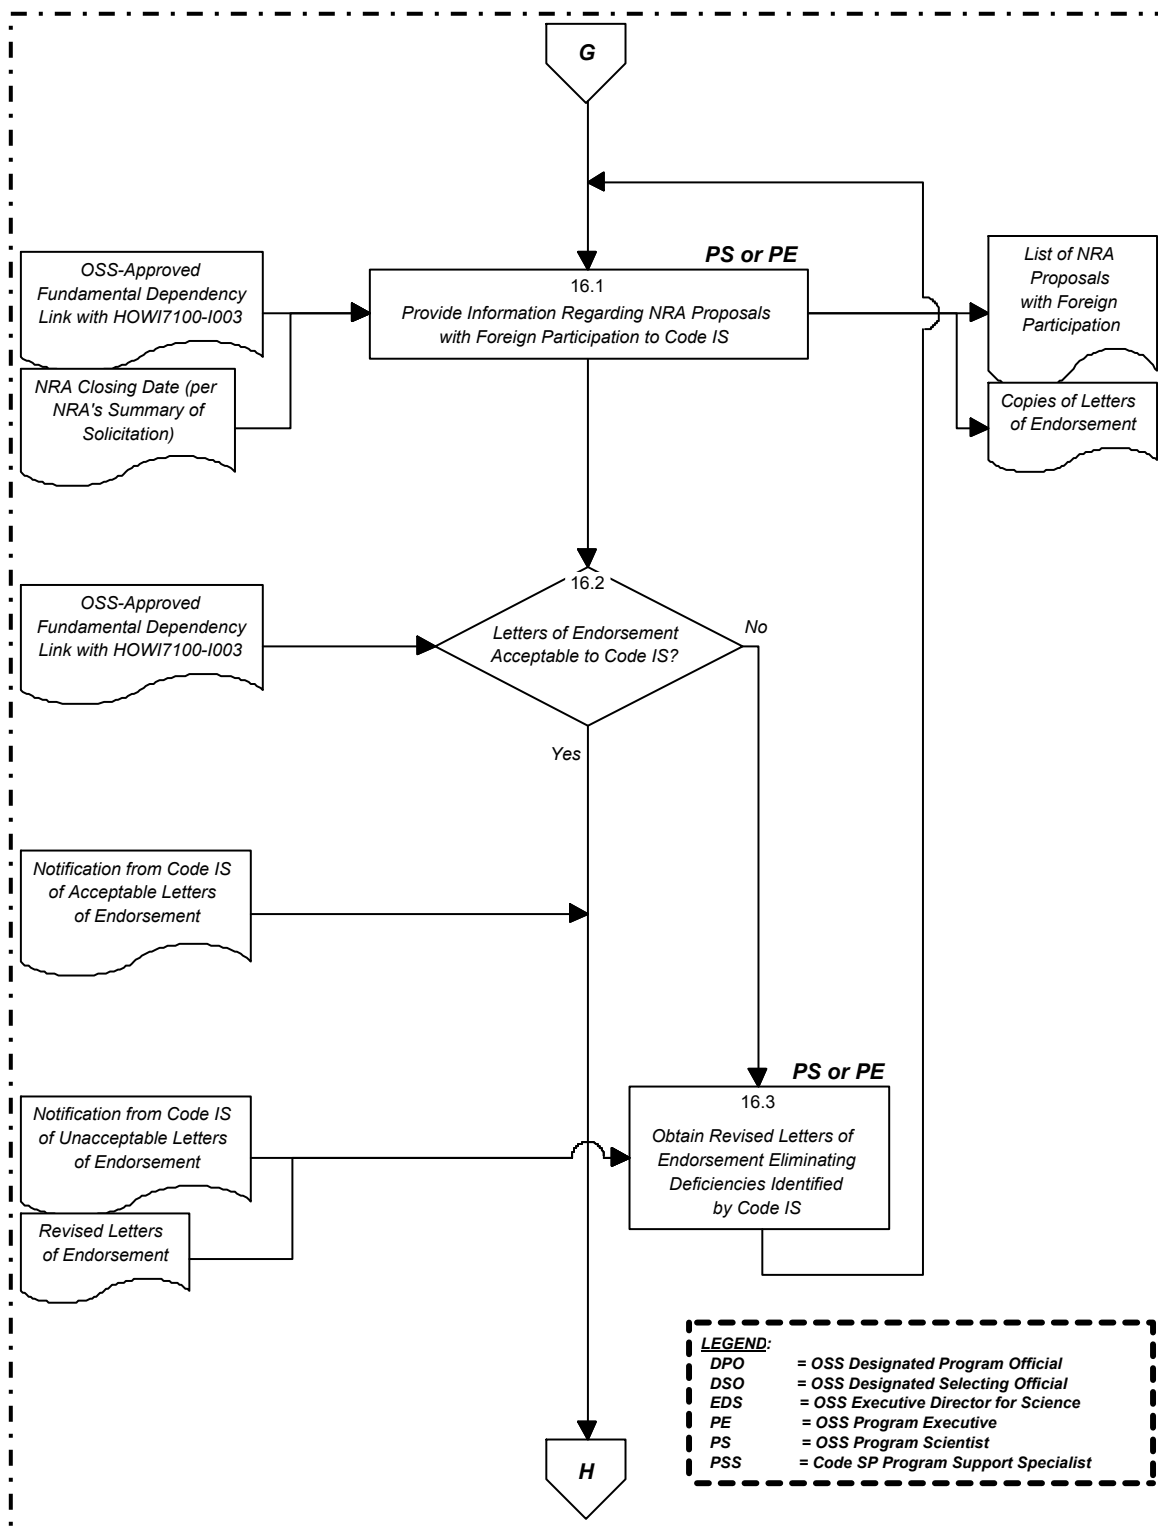 G
PS or PE
OSS-Approved
Fundamental Dependency
Link with HOWI7100-I003
16.1
Provide Information Regarding NRA Proposals
with Foreign Participation to Code IS
List of NRA
Proposals
with Foreign
Participation
NRA Closing Date (per
NRA's Summary of
Solicitation)
Copies of Letters
of Endorsement
16.2
OSS-Approved
Fundamental Dependency
Link with HOWI7100-I003
Letters of Endorsement
Acceptable to Code IS?
No
Yes
Notification from Code IS
of Acceptable Letters
of Endorsement
PS or PE
Notification from Code IS
of Unacceptable Letters
of Endorsement
16.3
Obtain Revised Letters of
Endorsement Eliminating
Deficiencies Identified
by Code IS
Revised Letters
of Endorsement
LEGEND:
DPO = OSS Designated Program Official
DSO = OSS Designated Selecting Official
EDS = OSS Executive Director for Science
PE = OSS Program Executive
PS = OSS Program Scientist
PSS = Code SP Program Support Specialist
H